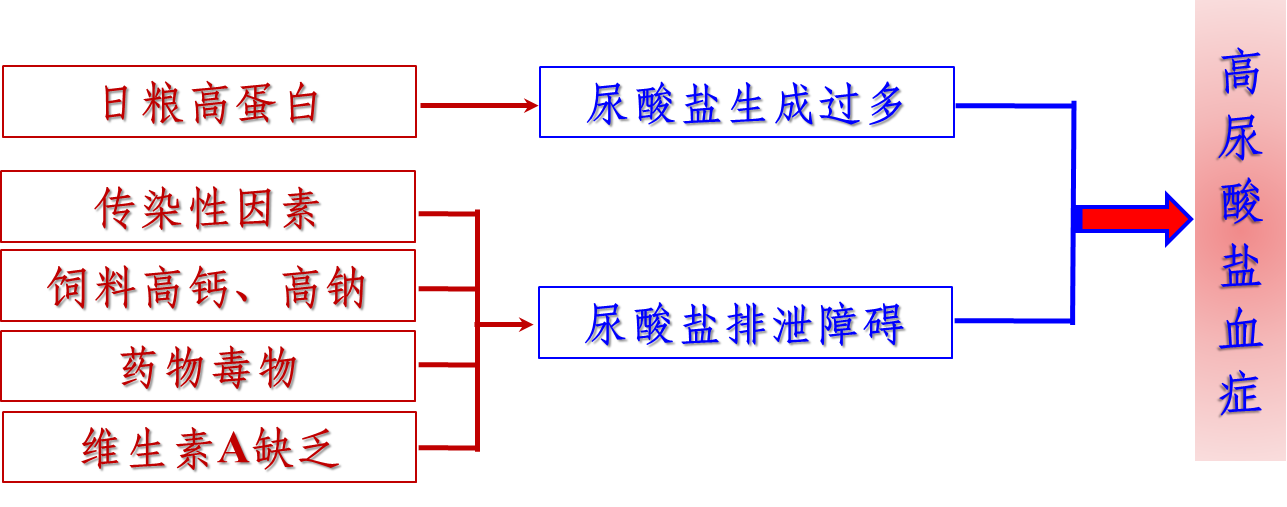 日粮高蛋白
尿酸盐生成过多
传染性因素
饲料高钙、高钠
药物毒物
维生素A缺乏
尿酸盐排泄障碍
高尿酸盐血症